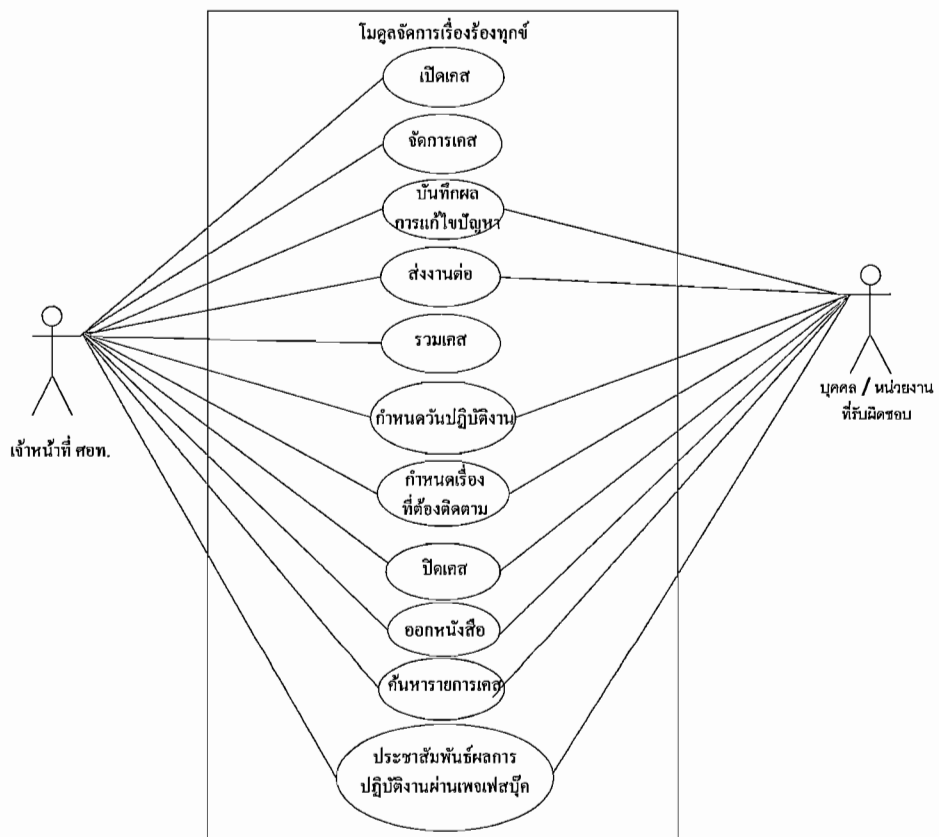 โมดูลจัดการเรื่องร้องทุกข์
เปิดเคส
จัดการเคส
บันทึกผล
การแก้ไขปัญหา
ส่งงานต่อ
รวมเคส
กำหนดวันปฏิบัติงาน
กำหนดเรื่อง
ที่ต้องติดตาม
ปิดเคส
ออกหนังสือ
ค้นหารายการเคส
ประชาสัมพันธ์ผลการ
ปฏิบัติงานผ่านเพจเฟสบุ๊ค
เจ้าหน้าที่ ศอท.
บุคคล / หน่วยงาน
ที่รับผิดชอบ